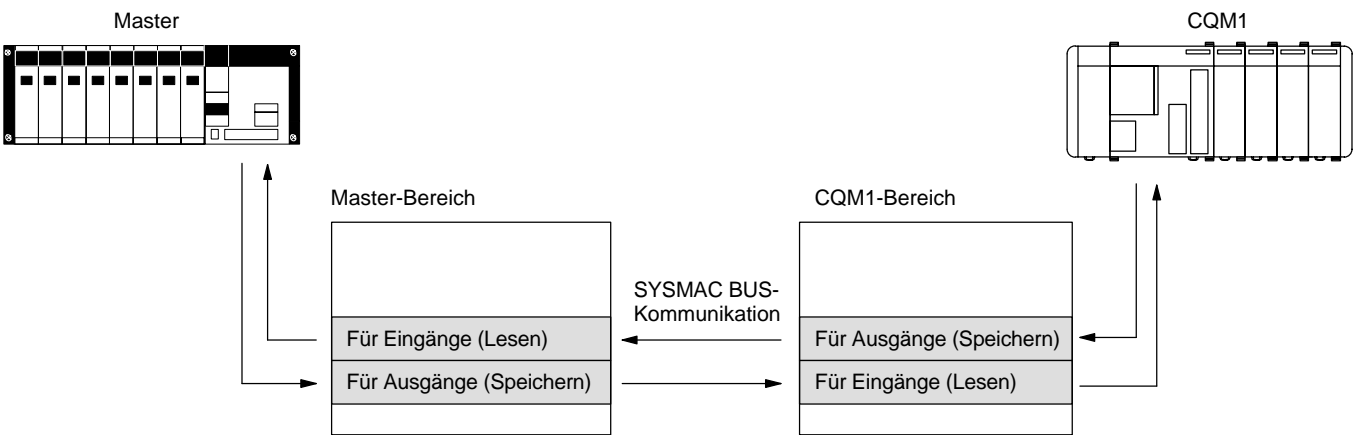 Master
CQM1
Master-Bereich
CQM1-Bereich
SYSMAC BUS-
Kommunikation
Für Eingänge (Lesen)
Für Ausgänge (Speichern)
Für Ausgänge (Speichern)
Für Eingänge (Lesen)